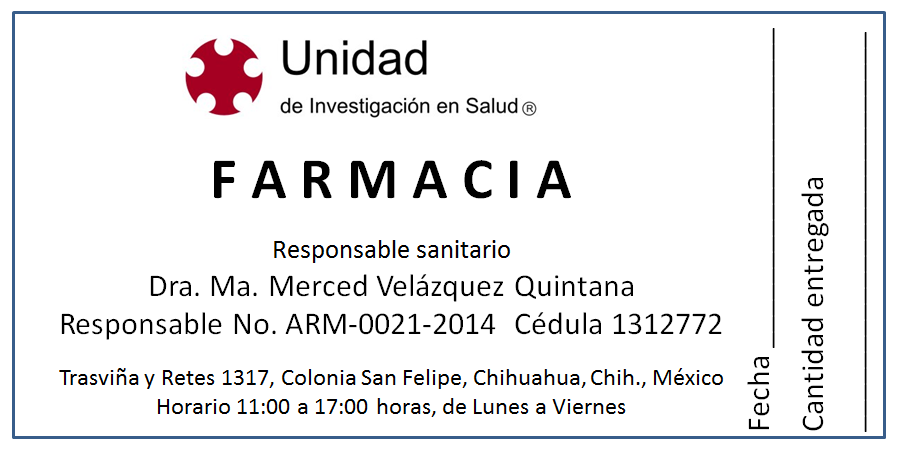 Unidad
de Investigación en Salud®
FARMACIA
Responsable sanitario
Dra. Ma. Merced Velázquez Quintana
Responsable No. ARM-0021-2014 Cédula 1312772
Trasviña y Retes 1317, Colonia San Felipe, Chihuahua, Chih., México
Horario 11:00 a 17:00 horas, de Lunes a Viernes
Fecha
Cantidad entregada